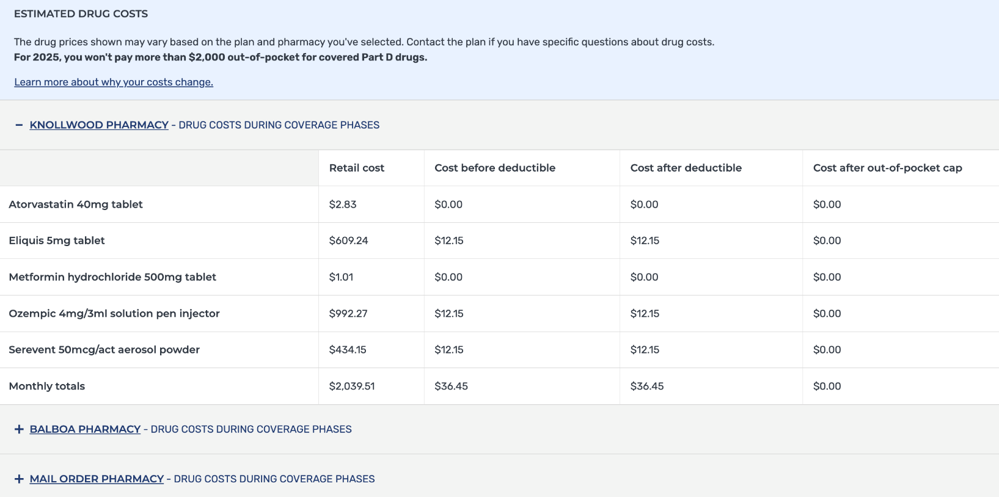 ESTIMATED DRUG COSTS
The drug prices shown may vary based on the plan and pharmacy you've selected. Contact the plan if you have specific questions about drug costs.
For 2025, you won't pay more than $2,000 out-of-pocket for covered Part D drugs.
Learn more about why your costs change.
− KNOLLWOOD PHARMACY - DRUG COSTS DURING COVERAGE PHASES
Retail cost Cost before deductible Cost after deductible Cost after out-of-pocket cap
Atorvastatin 40mg tablet $2.83 $0.00 $0.00 $0.00
Eliquis 5mg tablet $609.24 $12.15 $12.15 $0.00
Metformin hydrochloride 500mg tablet $1.01 $0.00 $0.00 $0.00
Ozempic 4mg/3ml solution pen injector $992.27 $12.15 $12.15 $0.00
Serevent 50mcg/act aerosol powder $434.15 $12.15 $12.15 $0.00
Monthly totals $2,039.51 $36.45 $36.45 $0.00
+ BALBOA PHARMACY - DRUG COSTS DURING COVERAGE PHASES
+ MAIL ORDER PHARMACY - DRUG COSTS DURING COVERAGE PHASES